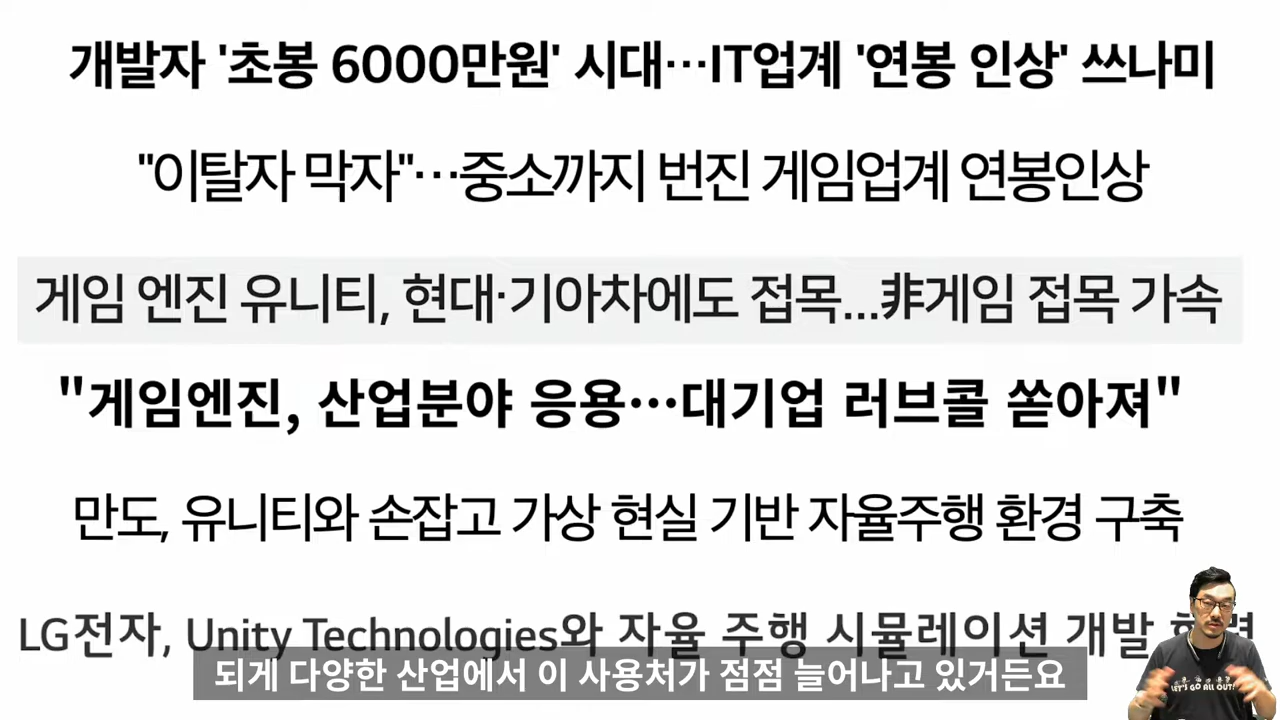 개발자 '초봉 6000만원' 시대…IT업계 '연봉 인상' 쓰나미
"이탈자 막자"…중소까지 번진 게임업계 연봉인상
게임 엔진 유니티, 현대·기아차에도 접목...非게임 접목 가속
"게임엔진, 산업분야 응용…대기업 러브콜 쏟아져"
만도, 유니티와 손잡고 가상 현실 기반 자율주행 환경 구축
LG전자, Unity Technologies와 자율 주행 시뮬레이션 개발
되게 다양한 산업에서 이 사용처가 점점 늘어나고 있거든요
LET'S GO ALL OUT!